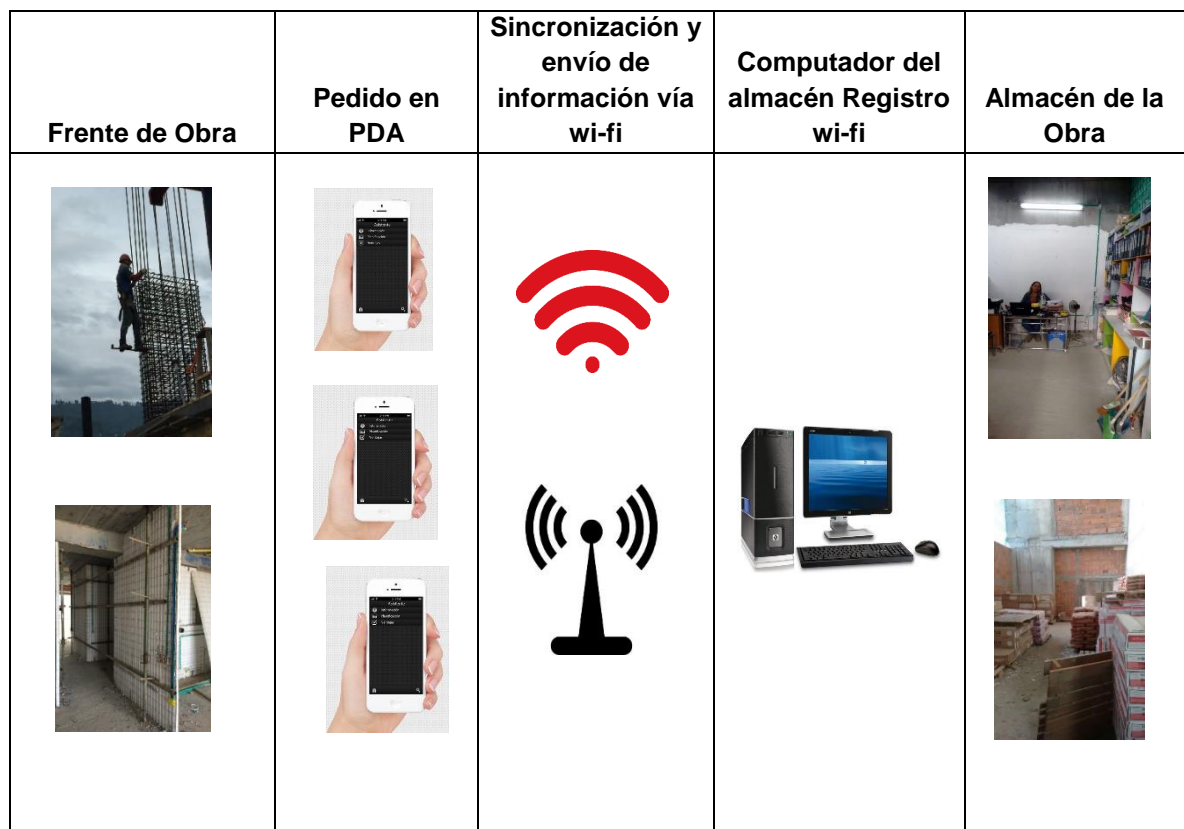 Frente de Obra
Pedido en
PDA
Sincronización y
envío de
información vía
wi-fi
Computador del
almacén Registro
wi-fi
Almacén de la
Obra